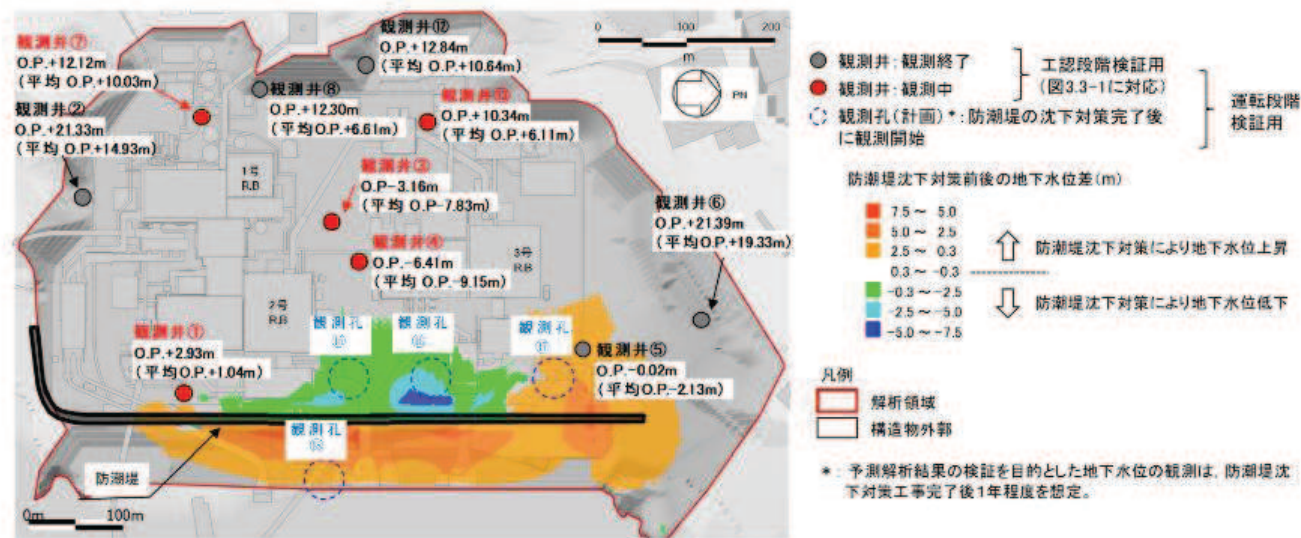 観測井⑦
O.P.+12.12m
(平均 O.P.+10.03m)
観測井②
O.P.+21.33m
(平均 O.P.+14.93m)
観測井⑫
O.P.+12.84m
(平均 O.P.+10.64m)
観測井⑧
O.P.+12.30m
(平均 O.P.+6.61m)
O.P.+10.34m
(平均 O.P.+6.11m)
観測井③
O.P-3.16m
(平均 O.P-7.83m)
観測井④
O.P.-6.41m
(平均 O.P.-9.15m)
観測井⑥
O.P.+21.39m
(平均O.P.+19.33m)
観測井①
O.P.+2.93m
(平均 O.P.+1.04m)
観測井⑤
O.P.-0.02m
(平均O.P.-2.13m)
1号
R.B
2号
R.B
3号
R.B
観測孔
観測孔
観測孔
観測孔
防潮堤
0m 100m
0 200
m
PN
観測井:観測終了
観測井:観測中
観測孔(計画)*:防潮堤の沈下対策完了後
に観測開始
工認段階検証用
(図3.3-1に対応)
運転段階
検証用
防潮堤沈下対策前後の地下水位差(m)
7.5 ~ 5.0
5.0 ~ 2.5
2.5 ~ 0.3
0.3 ~ -0.3
-0.3 ~ -2.5
-2.5 ~ -5.0
-5.0 ~ -7.5
防潮堤沈下対策により地下水位上昇
防潮堤沈下対策により地下水位低下
凡例
解析領域
構造物外郭
*: 予測解析結果の検証を目的とした地下水位の観測は、防潮堤沈
下対策工事完了後1年程度を想定。